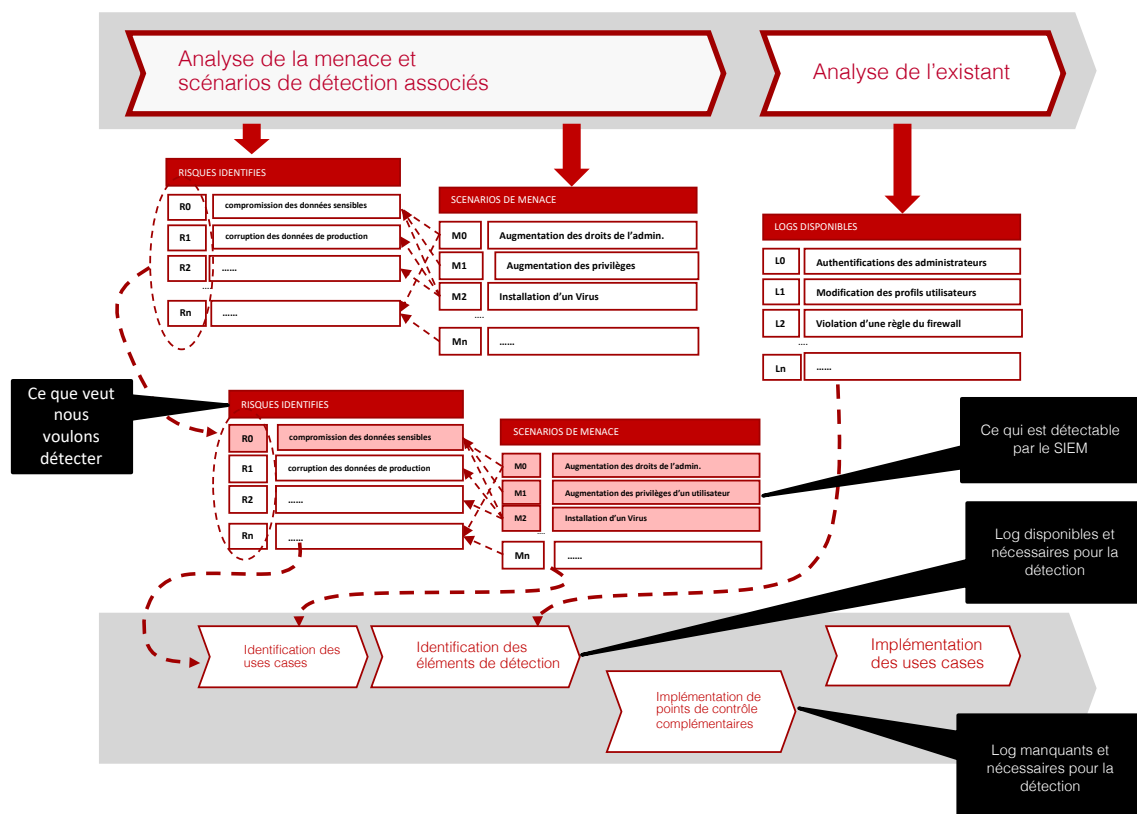 Analyse de la menace et
scénarios de détection associés
Analyse de l'existant
RISQUES IDENTIFIES
R0 compromission des données sensibles
R1 corruption des données de production
R2 ......
....
Rn ......
SCENARIOS DE MENACE
M0 Augmentation des droits de l'admin.
M1 Augmentation des privilèges
M2 Installation d'un Virus
....
Mn ......
LOGS DISPONIBLES
L0 Authentifications des administrateurs
L1 Modification des profils utilisateurs
L2 Violation d'une règle du firewall
....
Ln ......
Ce que veut
nous
voulons
détecter
RISQUES IDENTIFIES
R0 compromission des données sensibles
R1 corruption des données de production
R2 ......
Rn ......
SCENARIOS DE MENACE
M0 Augmentation des droits de l'admin.
M1 Augmentation des privilèges d'un utilisateur
M2 Installation d'un Virus
....
Mn ......
Ce qui est détectable
par le SIEM
Log disponibles et
nécessaires pour la
détection
Identification des
uses cases
Identification des
éléments de détection
Implémentation de
points de contrôle
complémentaires
Implémentation
des uses cases
Log manquants et
nécessaires pour la
détection